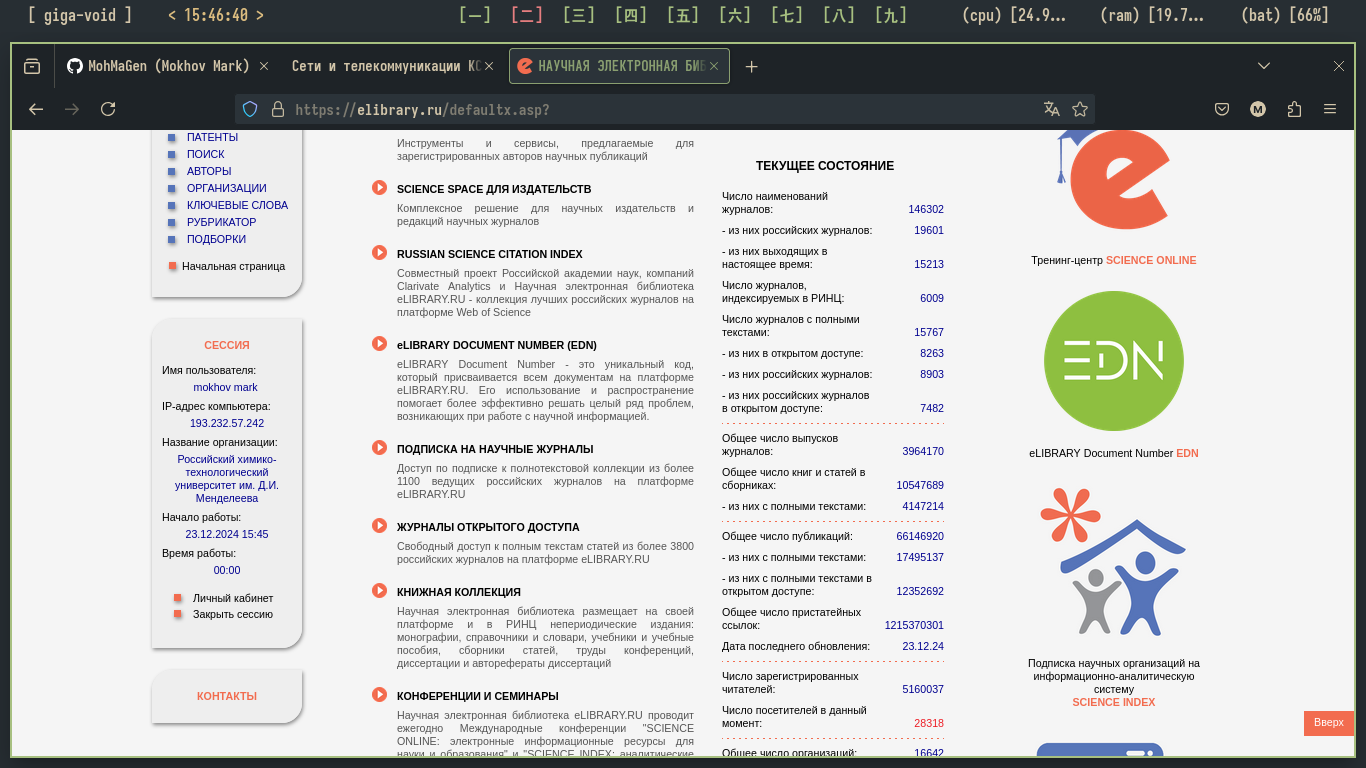 [ giga-void ] < 15:46:40 > [一] [二] [三] [四] [五] [六] [七] [八] [九] (cpu) [24.9... (ram) [19.7... (bat) [66%]
MohMaGen (Mokhov Mark) Сети и телекоммуникации КС НАУЧНАЯ ЭЛЕКТРОННАЯ БИБ
https://elibrary.ru/defaultx.asp?
ПАТЕНТЫ
ПОИСК
АВТОРЫ
ОРГАНИЗАЦИИ
КЛЮЧЕВЫЕ СЛОВА
РУБРИКАТОР
ПОДБОРКИ
Начальная страница
СЕССИЯ
Имя пользователя:
mokhov mark
IP-адрес компьютера:
193.232.57.242
Название организации:
Российский химико-
технологический
университет им. Д.И.
Менделеева
Начало работы:
23.12.2024 15:45
Время работы:
00:00
Личный кабинет
Закрыть сессию
КОНТАКТЫ
Инструменты и сервисы, предлагаемые для
зарегистрированных авторов научных публикаций
SCIENCE SPACE ДЛЯ ИЗДАТЕЛЬСТВ
Комплексное решение для научных издательств и
редакций научных журналов
RUSSIAN SCIENCE CITATION INDEX
Совместный проект Российской академии наук, компаний
Clarivate Analytics и Научная электронная библиотека
eLIBRARY.RU - коллекция лучших российских журналов на
платформе Web of Science
eLIBRARY DOCUMENT NUMBER (EDN)
eLIBRARY Document Number - это уникальный код,
который присваивается всем документам на платформе
eLIBRARY.RU. Его использование и распространение
помогает более эффективно решать целый ряд проблем,
возникающих при работе с научной информацией.
ПОДПИСКА НА НАУЧНЫЕ ЖУРНАЛЫ
Доступ по подписке к полнотекстовой коллекции из более
1100 ведущих российских журналов на платформе
eLIBRARY.RU
ЖУРНАЛЫ ОТКРЫТОГО ДОСТУПА
Свободный доступ к полным текстам статей из более 3800
российских журналов на платформе eLIBRARY.RU
КНИЖНАЯ КОЛЛЕКЦИЯ
Научная электронная библиотека размещает на своей
платформе и в РИНЦ непериодические издания:
монографии, справочники и словари, учебники и учебные
пособия, сборники статей, труды конференций,
диссертации и авторефераты диссертаций
КОНФЕРЕНЦИИ И СЕМИНАРЫ
Научная электронная библиотека eLIBRARY.RU проводит
ежегодно Международные конференции "SCIENCE
ONLINE: электронные информационные ресурсы для
науки и образования" и "SCIENCE INDEX: аналитические
ТЕКУЩЕЕ СОСТОЯНИЕ
Число наименований
журналов: 146302
- из них российских журналов: 19601
- из них выходящих в
настоящее время: 15213
Число журналов,
индексируемых в РИНЦ: 6009
Число журналов с полными
текстами: 15767
- из них в открытом доступе: 8263
- из них российских журналов: 8903
- из них российских журналов
в открытом доступе: 7482
Общее число выпусков
журналов: 3964170
Общее число книг и статей в
сборниках: 10547689
- из них с полными текстами: 4147214
Общее число публикаций: 66146920
- из них с полными текстами: 17495137
- из них с полными текстами в
открытом доступе: 12352692
Общее число пристатейных
ссылок: 1215370301
Дата последнего обновления: 23.12.24
Число зарегистрированных
читателей: 5160037
Число посетителей в данный
момент: 28318
Общее число организаций: 16642
Тренинг-центр SCIENCE ONLINE
EDN
eLIBRARY Document Number EDN
Подписка научных организаций на
информационно-аналитическую
систему
SCIENCE INDEX
Вверх